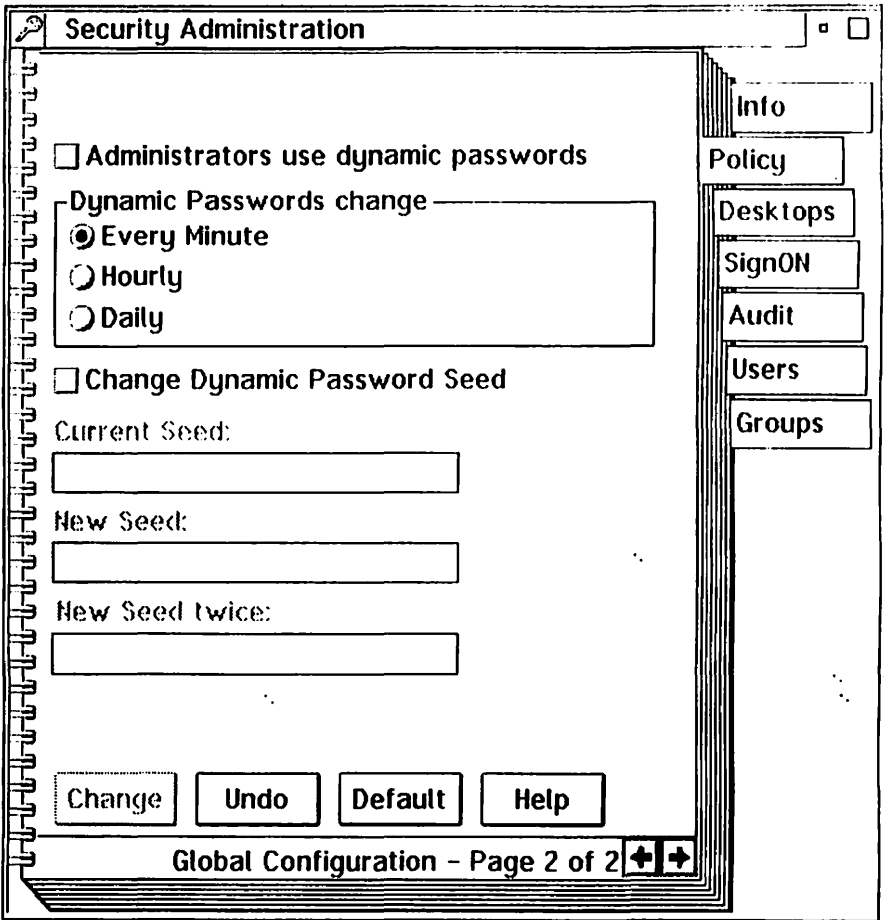 Security Administration
Info
Policy
Desktops
SignON
Audit
Users
Groups
Administrators use dynamic passwords
Dynamic Passwords change
Every Minute
Hourly
Daily
Change Dynamic Password Seed
Current Seed:
New Seed:
New Seed twice:
Change
Undo
Default
Help
Global Configuration - Page 2 of 2